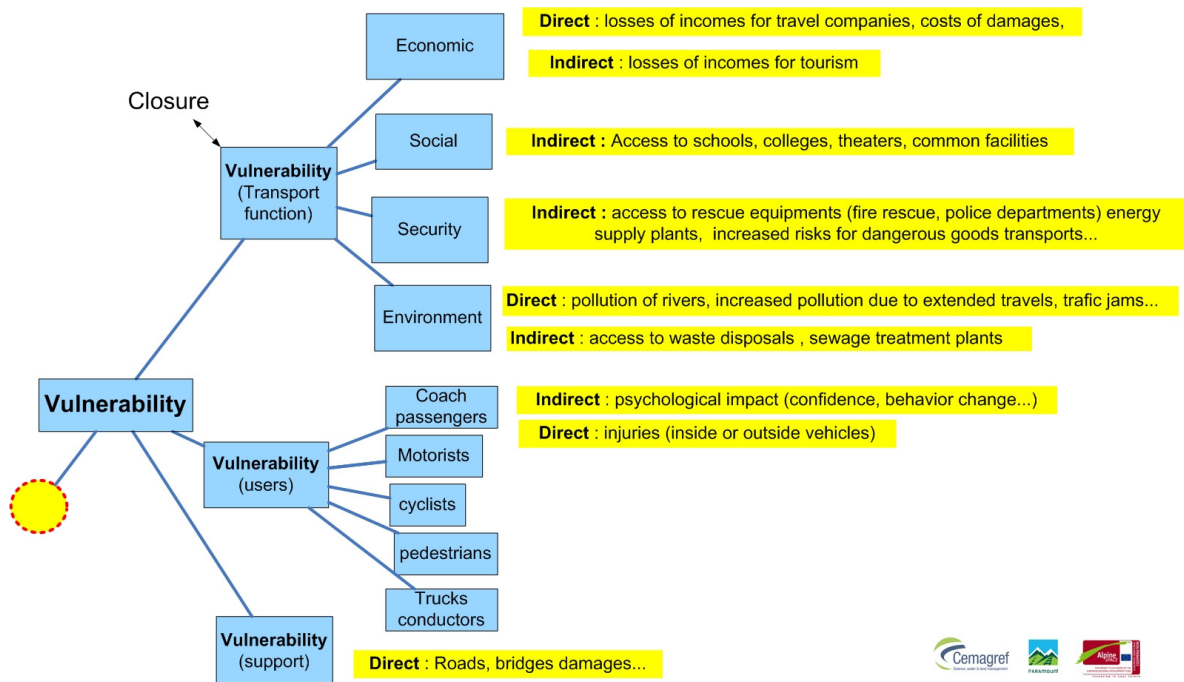 Direct : losses of incomes for travel companies, costs of damages,
Economic
Indirect : losses of incomes for tourism
Closure
Social
Indirect : Access to schools, colleges, theaters, common facilities
Vulnerability
(Transport
function)
Security
Indirect : access to rescue equipments (fire rescue, police departments) energy
supply plants, increased risks for dangerous goods transports...
Environment
Direct : pollution of rivers, increased pollution due to extended travels, trafic jams...
Indirect : access to waste disposals , sewage treatment plants
Vulnerability
Coach
passengers
Indirect : psychological impact (confidence, behavior change...)
Direct : injuries (inside or outside vehicles)
Motorists
Vulnerability
(users)
cyclists
pedestrians
Trucks
conductors
Vulnerability
(support)
Direct : Roads, bridges damages...
Cemagref
PARAMOUNT
Alpine